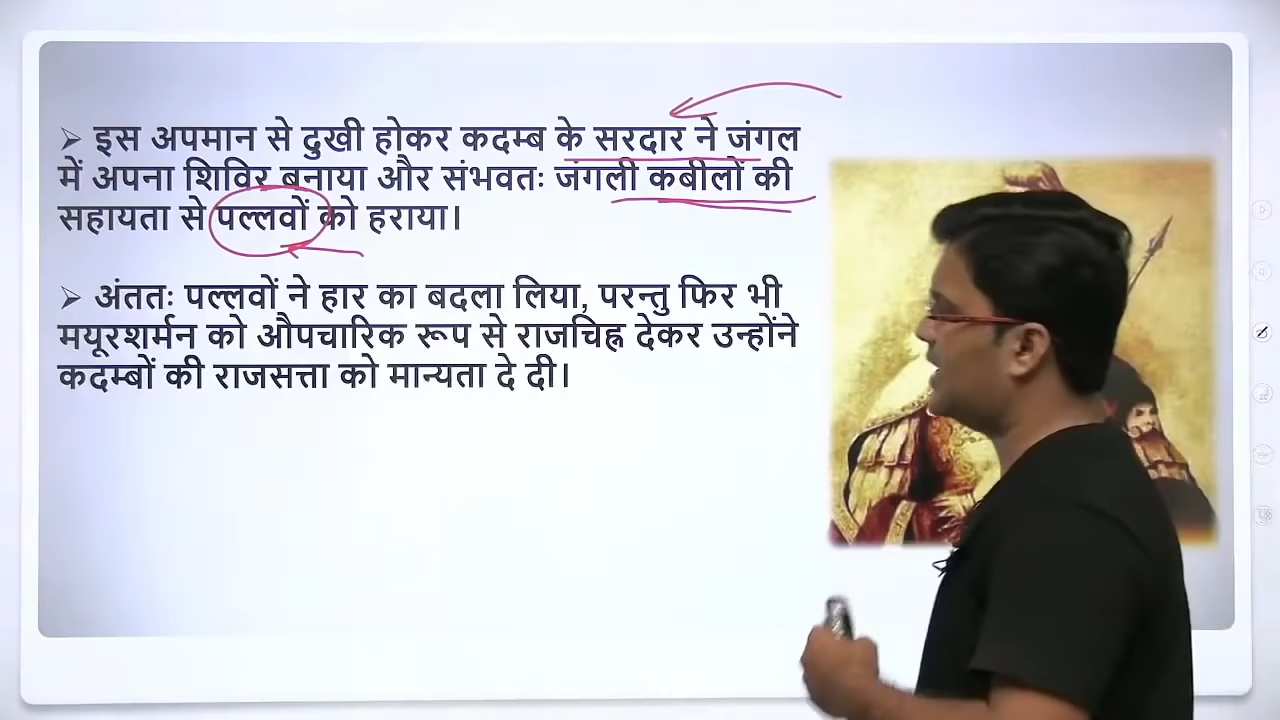 ➢ इस अपमान से दुखी होकर कदम्ब के सरदार ने जंगल
में अपना शिविर बनाया और संभवतः जंगली कबीलों की
सहायता से पल्लवों को हराया।
➢ अंततः पल्लवों ने हार का बदला लिया, परन्तु फिर भी
मयूरशर्मन को औपचारिक रूप से राजचिह्न देकर उन्होंने
कदम्बों की राजसत्ता को मान्यता दे दी।